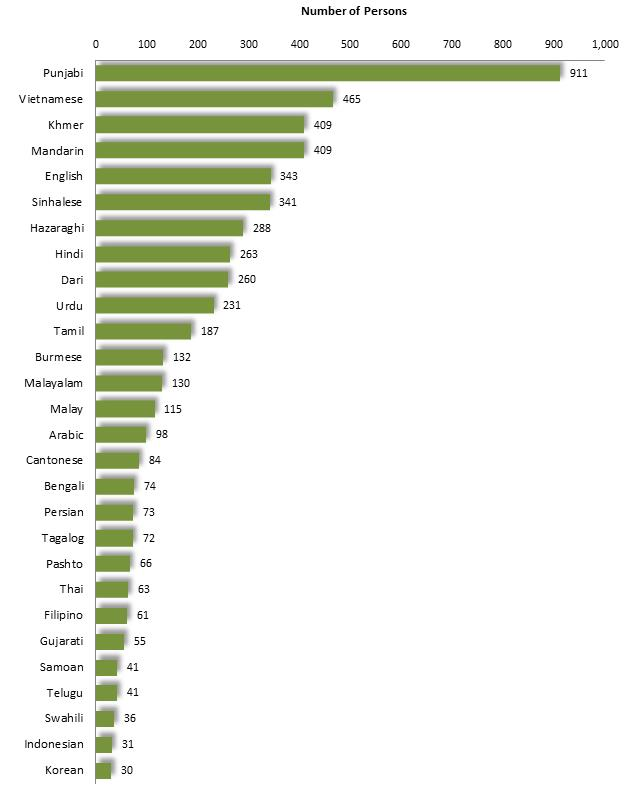 Number of Persons
0 100 200 300 400 500 600 700 800 900 1,000
Punjabi 911
Vietnamese 465
Khmer 409
Mandarin 409
English 343
Sinhalese 341
Hazaraghi 288
Hindi 263
Dari 260
Urdu 231
Tamil 187
Burmese 132
Malayalam 130
Malay 115
Arabic 98
Cantonese 84
Bengali 74
Persian 73
Tagalog 72
Pashto 66
Thai 63
Filipino 61
Gujarati 55
Samoan 41
Telugu 41
Swahili 36
Indonesian 31
Korean 30